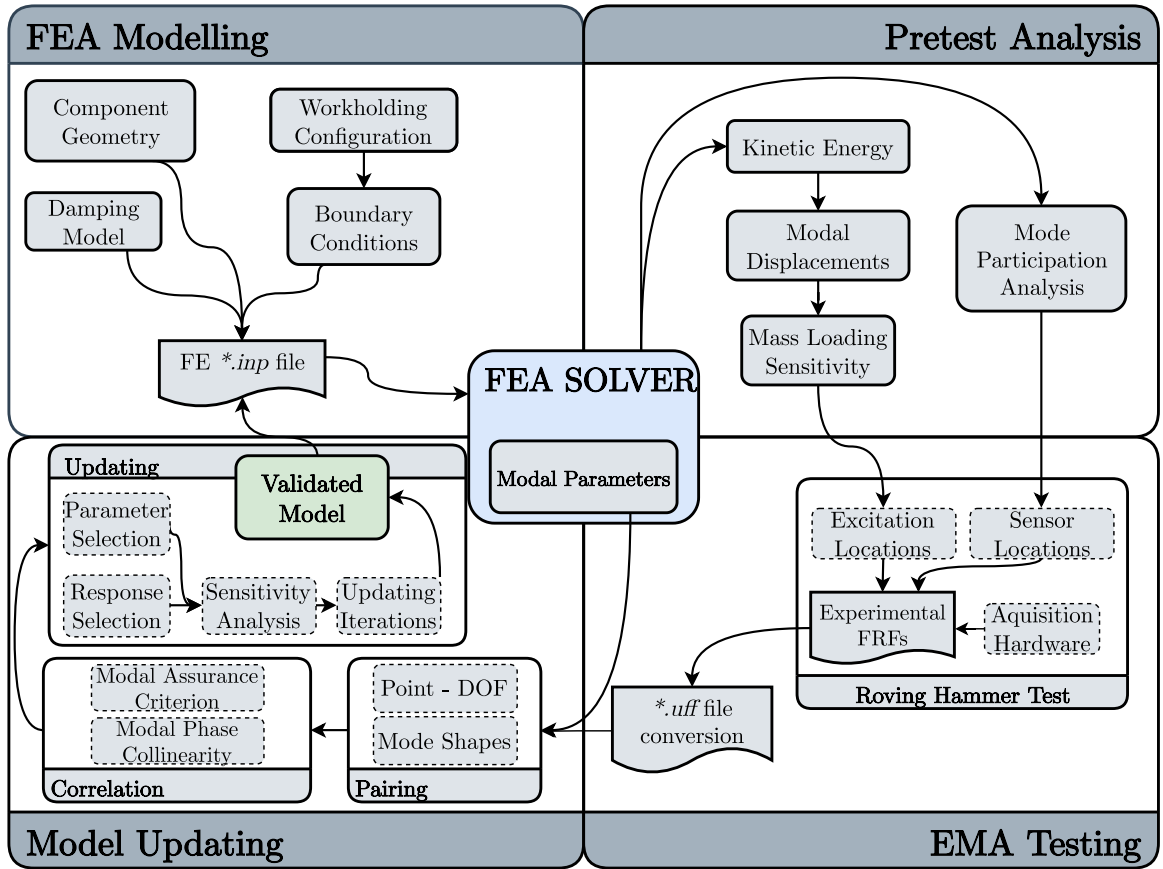 FEA Modelling
Component
Geometry
Workholding
Configuration
Damping
Model
Boundary
Conditions
FE *.inp file
Pretest Analysis
Kinetic Energy
Modal
Displacements
Mass Loading
Sensitivity
Mode
Participation
Analysis
FEA SOLVER
Modal Parameters
Updating
Validated
Model
Parameter
Selection
Response
Selection
Sensitivity
Analysis
Updating
Iterations
Modal Assurance
Criterion
Modal Phase
Collinearity
Correlation
Point - DOF
Mode Shapes
Pairing
Model Updating
Excitation
Locations
Sensor
Locations
Experimental
FRFs
Aquisition
Hardware
Roving Hammer Test
*.uff file
conversion
EMA Testing